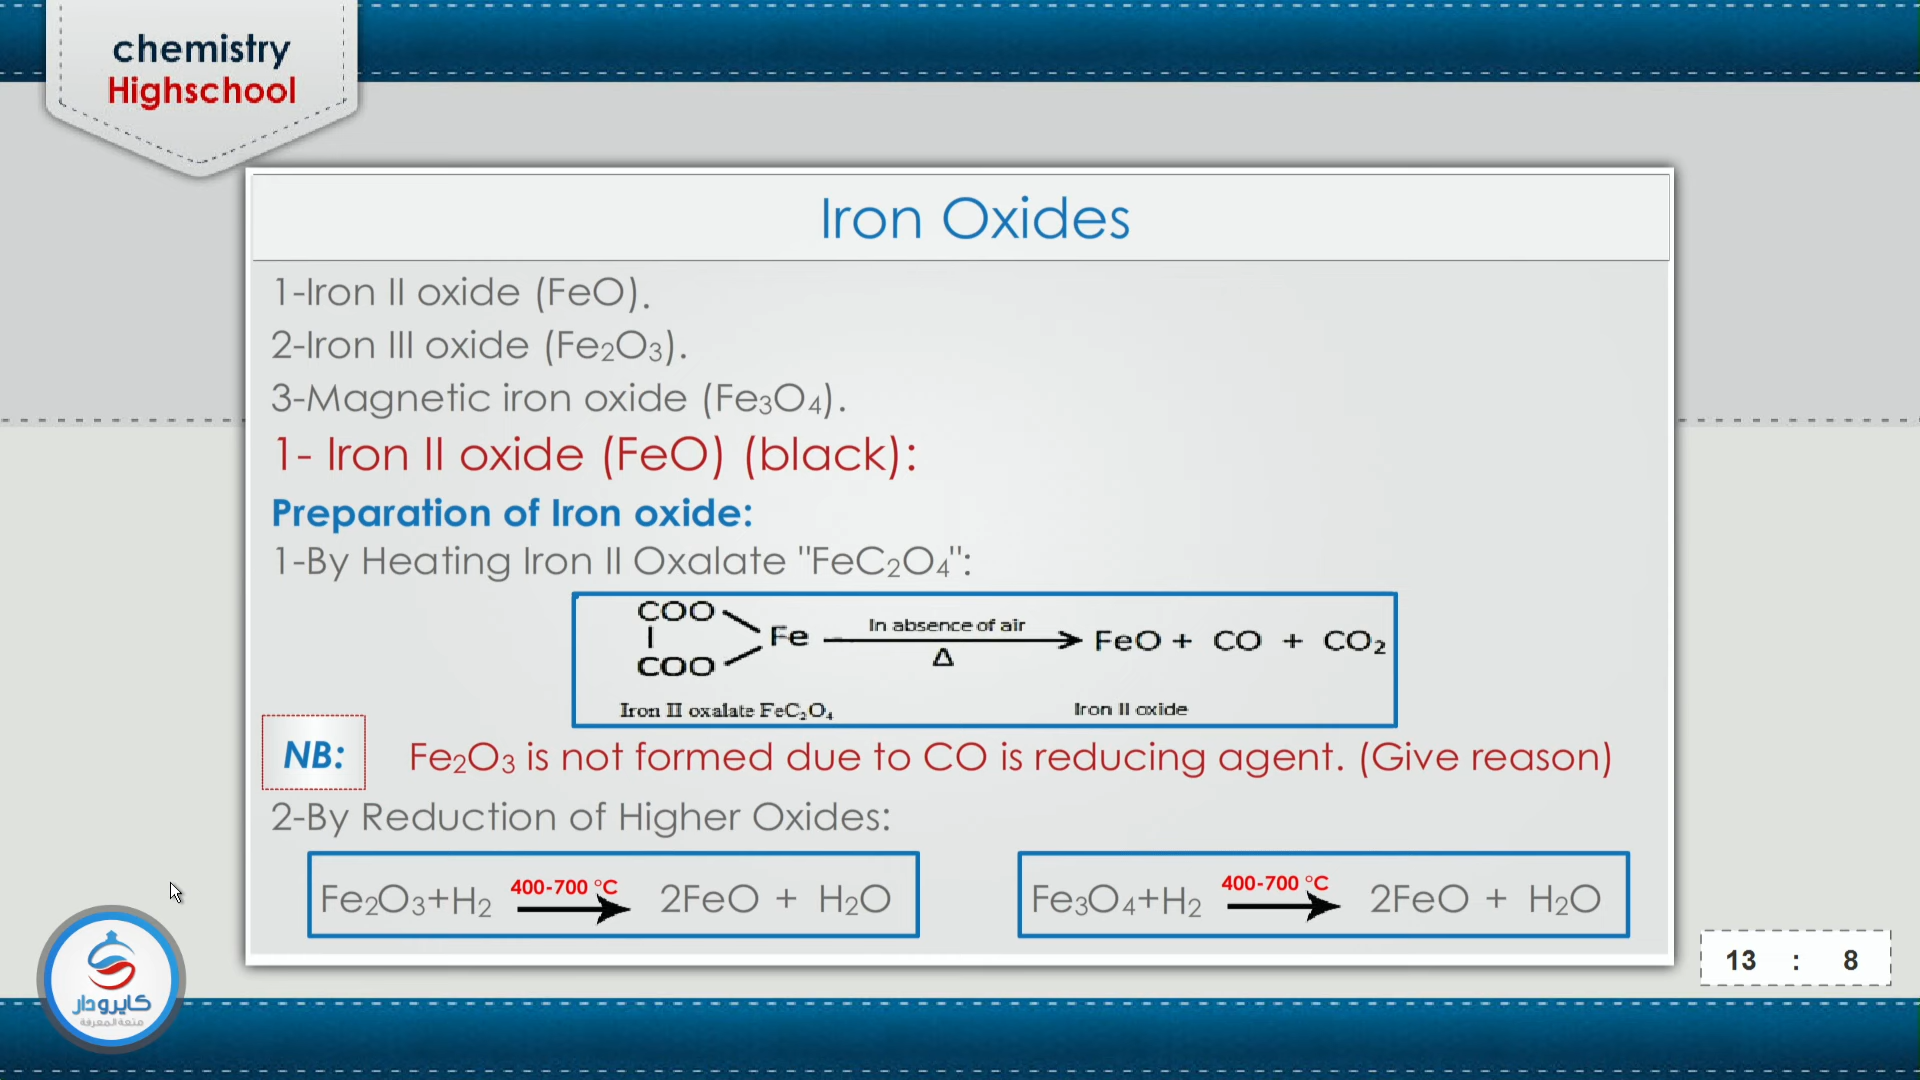 chemistry
Highschool
Iron Oxides
1-Iron II oxide (FeO).
2-Iron III oxide (Fe₂O₃).
3-Magnetic iron oxide (Fe₃O₄).
1- Iron II oxide (FeO) (black):
Preparation of Iron oxide:
1-By Heating Iron II Oxalate "FeC₂O₄":
COO
COO
Fe
In absence of air
Δ
FeO + CO + CO₂
Iron II oxalate FeC₂O₄
Iron II oxide
NB:
Fe₂O₃ is not formed due to CO is reducing agent. (Give reason)
2-By Reduction of Higher Oxides:
Fe₂O₃+H₂ 400-700 °C 2FeO + H₂O
Fe₃O₄+H₂ 400-700 °C 2FeO + H₂O
13 : 8
كايرودار
متعة المعرفة